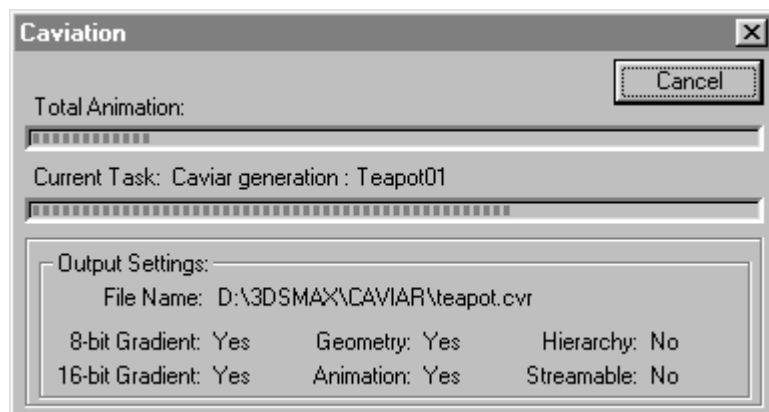 Caviation
Cancel
Total Animation:
Current Task: Caviar generation : Teapot01
Output Settings:
File Name: D:\3DSMAX\CAVIAR\teapot.cvr
8-bit Gradient: Yes Geometry: Yes Hierarchy: No
16-bit Gradient: Yes Animation: Yes Streamable: No